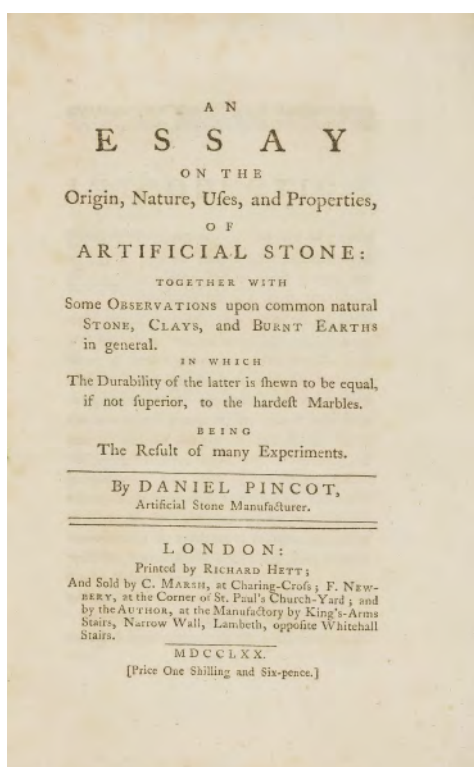 AN
ESSAY
ON THE
Origin, Nature, Uſes, and Properties,
OF
ARTIFICIAL STONE:
TOGETHER WITH
Some OBSERVATIONS upon common natural
STONE, CLAYS, and BURNT EARTHS
in general.
IN WHICH
The Durability of the latter is ſhewn to be equal,
if not ſuperior, to the hardeſt Marbles.
BEING
The Reſult of many Experiments.
By DANIEL PINCOT,
Artificial Stone Manufacturer.
LONDON:
Printed by RICHARD HETT;
And Sold by C. MARSH, at Charing-Croſs; F. NEW-
BERY, at the Corner of St. Paul's Church-Yard; and
by the AUTHOR, at the Manufactory by King's-Arms
Stairs, Narrow Wall, Lambeth, oppoſite Whitehall
Stairs.
MDCCLXX.
[Price One Shilling and Six-pence.]